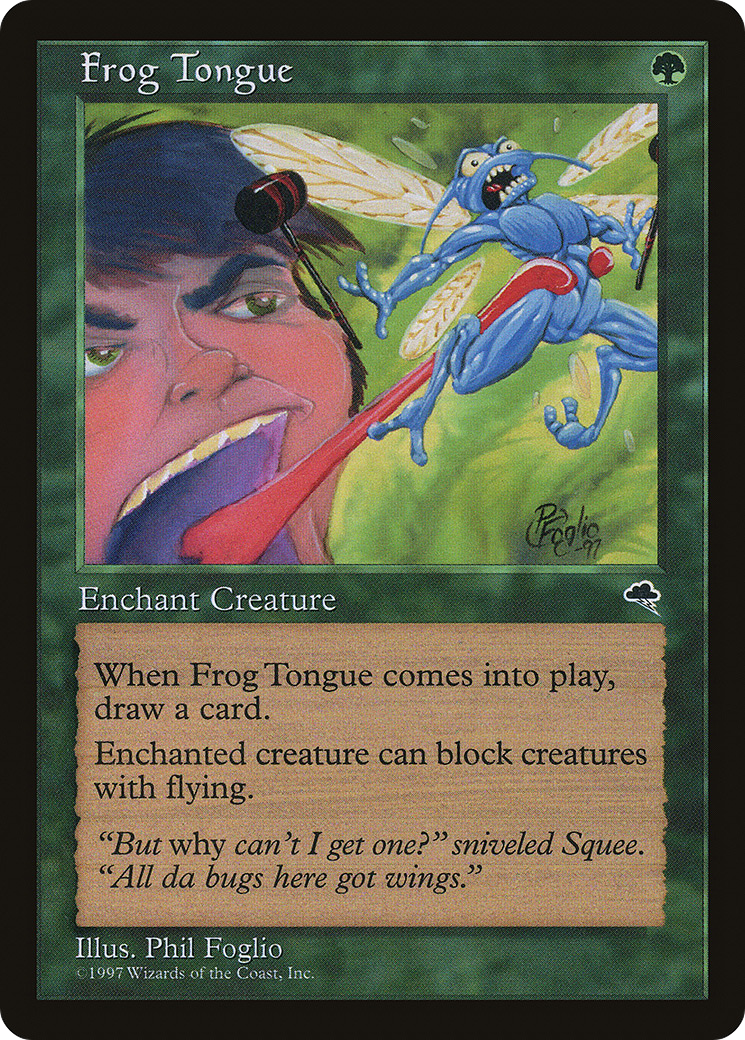 Frog Tongue
P Foglio
-97
Enchant Creature
When Frog Tongue comes into play,
draw a card.
Enchanted creature can block creatures
with flying.
“But why can’t I get one?” sniveled Squee.
“All da bugs here got wings.”
Illus. Phil Foglio
©1997 Wizards of the Coast, Inc.